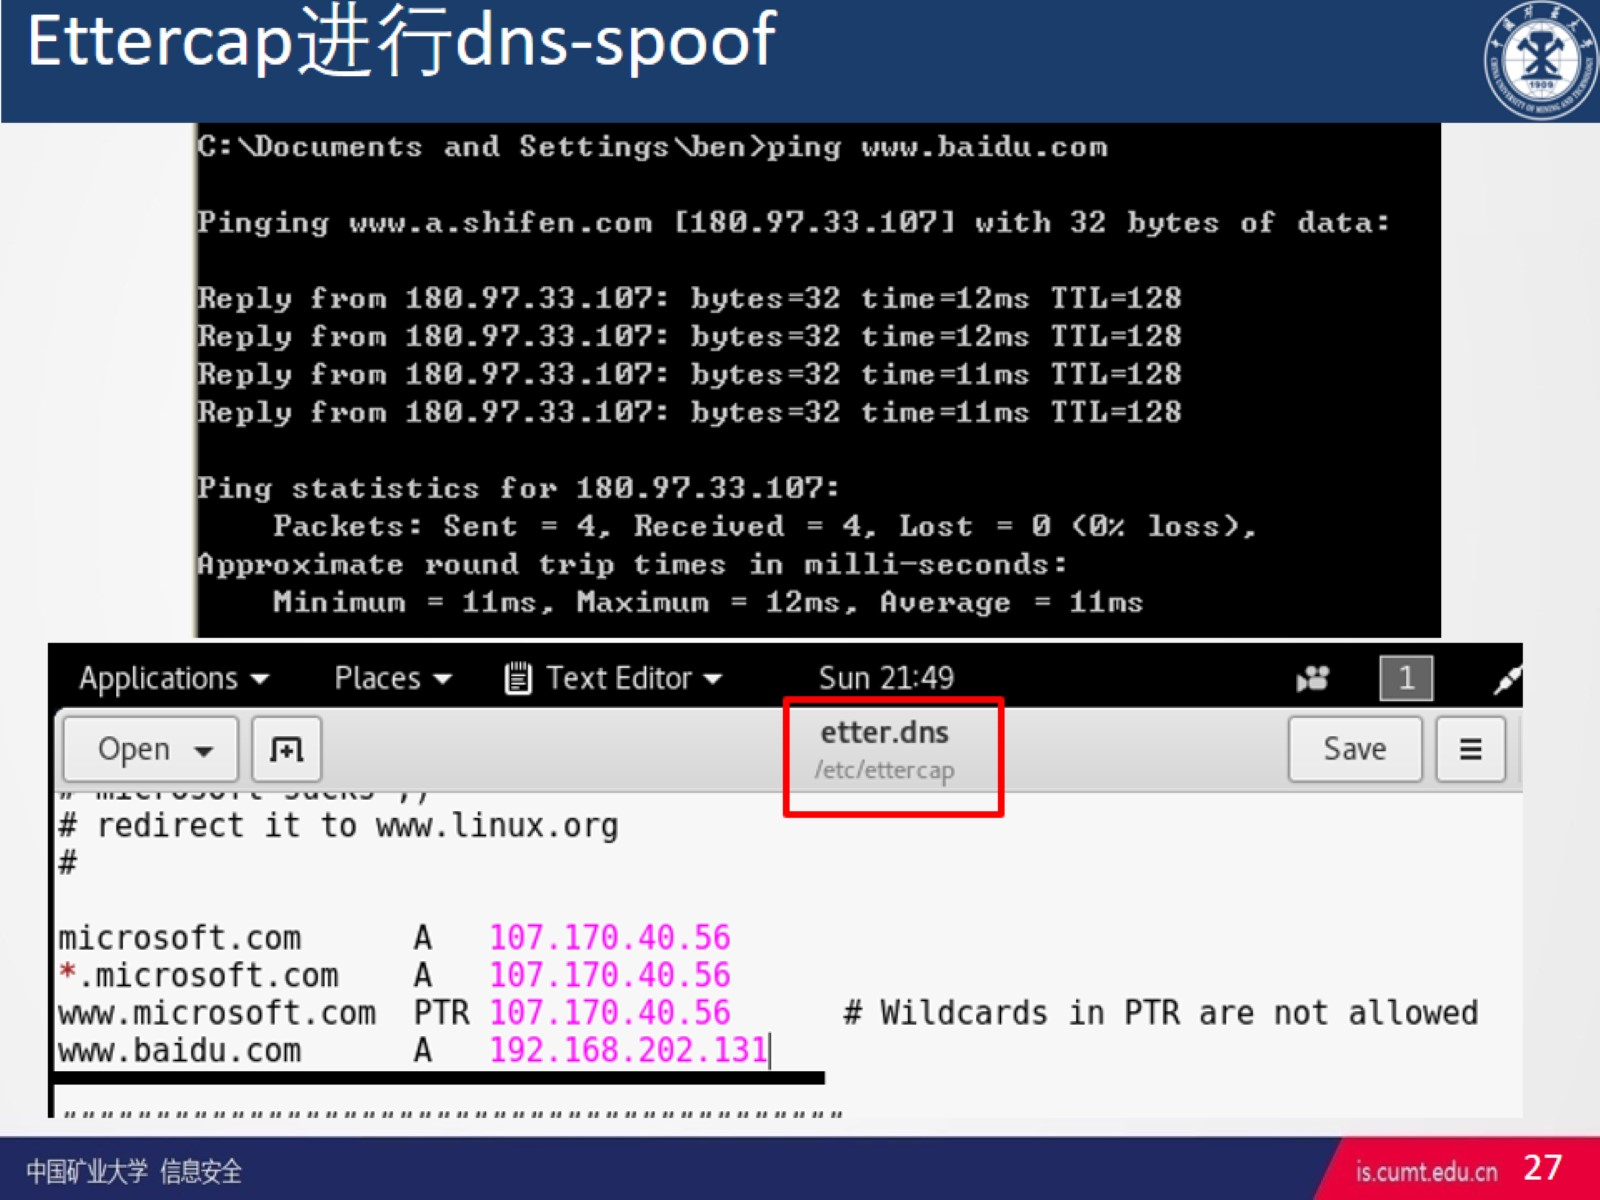 Ettercap进行dns-spoof
1909
CHINA UNIVERSITY OF MINING AND TECHNOLOGY
C:\Documents and Settings\ben>ping www.baidu.com
Pinging www.a.shifen.com [180.97.33.107] with 32 bytes of data:
Reply from 180.97.33.107: bytes=32 time=12ms TTL=128
Reply from 180.97.33.107: bytes=32 time=12ms TTL=128
Reply from 180.97.33.107: bytes=32 time=11ms TTL=128
Reply from 180.97.33.107: bytes=32 time=11ms TTL=128
Ping statistics for 180.97.33.107:
Packets: Sent = 4, Received = 4, Lost = 0 (0% loss),
Approximate round trip times in milli-seconds:
Minimum = 11ms, Maximum = 12ms, Average = 11ms
Applications Places Text Editor Sun 21:49 1
Open etter.dns Save
/etc/ettercap
# microsoft sucks ;)
# redirect it to www.linux.org
#
microsoft.com A 107.170.40.56
*.microsoft.com A 107.170.40.56
www.microsoft.com PTR 107.170.40.56 # Wildcards in PTR are not allowed
www.baidu.com A 192.168.202.131
中国矿业大学 信息安全
is.cumt.edu.cn 27